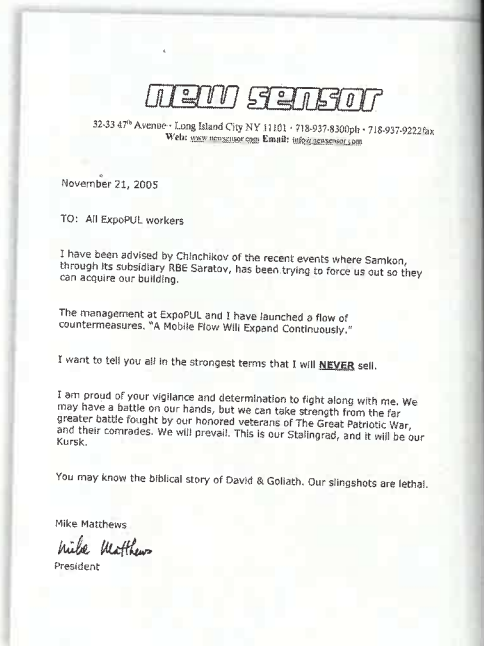 new sensor
32-33 47th Avenue · Long Island City NY 11101 · 718-937-8300ph · 718-937-9222fax
Web: www.newsensor.com Email: info@newsensor.com
November 21, 2005
TO: All ExpoPUL workers
I have been advised by Chinchikov of the recent events where Samkon,
through its subsidiary RBE Saratov, has been trying to force us out so they
can acquire our building.
The management at ExpoPUL and I have launched a flow of
countermeasures. "A Mobile Flow Will Expand Continuously."
I want to tell you all in the strongest terms that I will NEVER sell.
I am proud of your vigilance and determination to fight along with me. We
may have a battle on our hands, but we can take strength from the far
greater battle fought by our honored veterans of The Great Patriotic War,
and their comrades. We will prevail. This is our Stalingrad, and it will be our
Kursk.
You may know the biblical story of David & Goliath. Our slingshots are lethal.
Mike Matthews
Mike Matthews
President